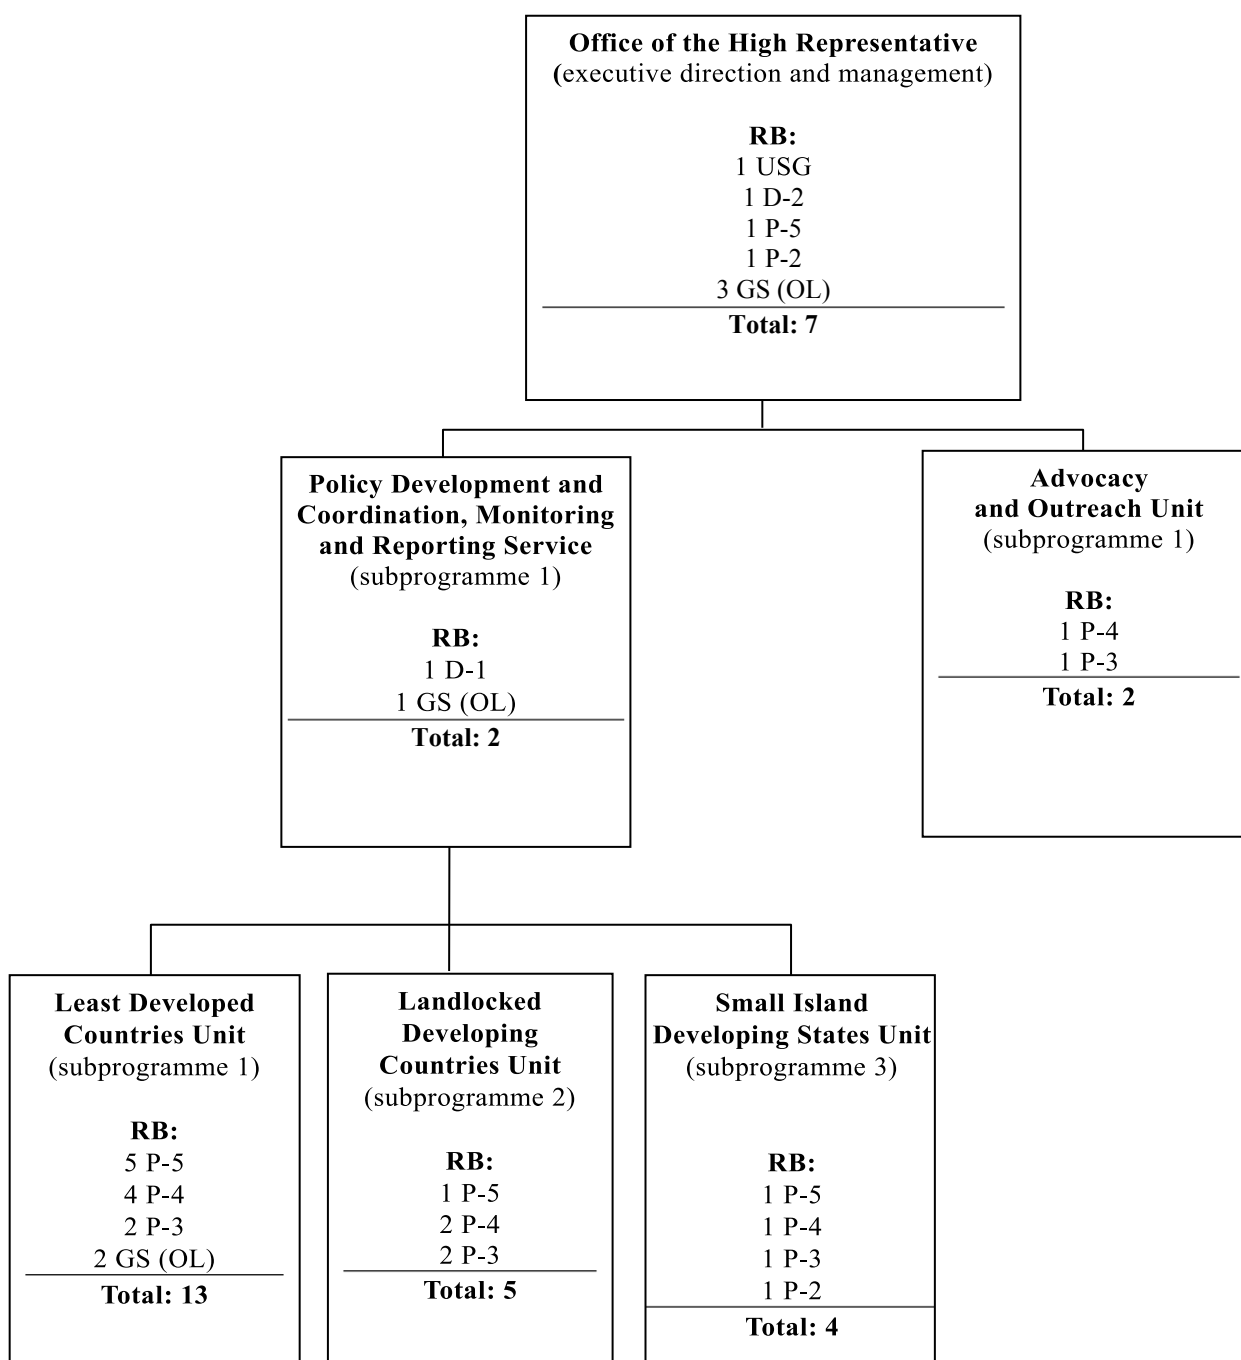 Office of the High Representative
(executive direction and management)
RB:
1 USG
1 D-2
1 P-5
1 P-2
3 GS (OL)
Total: 7
Policy Development and
Coordination, Monitoring
and Reporting Service
(subprogramme 1)
RB:
1 D-1
1 GS (OL)
Total: 2
Advocacy
and Outreach Unit
(subprogramme 1)
RB:
1 P-4
1 P-3
Total: 2
Least Developed
Countries Unit
(subprogramme 1)
RB:
5 P-5
4 P-4
2 P-3
2 GS (OL)
Total: 13
Landlocked
Developing
Countries Unit
(subprogramme 2)
RB:
1 P-5
2 P-4
2 P-3
Total: 5
Small Island
Developing States Unit
(subprogramme 3)
RB:
1 P-5
1 P-4
1 P-3
1 P-2
Total: 4